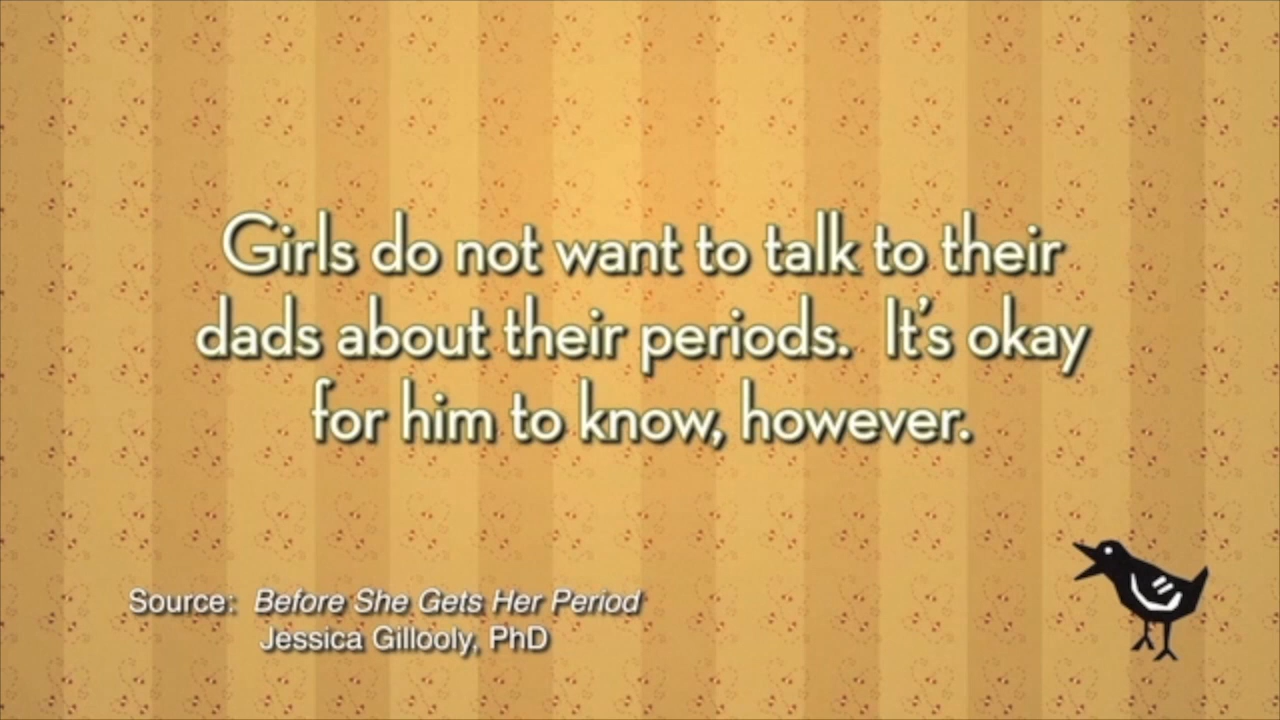 Girls do not want to talk to their
dads about their periods.  It's okay
for him to know, however.
Source:  Before She Gets Her Period
Jessica Gillooly, PhD